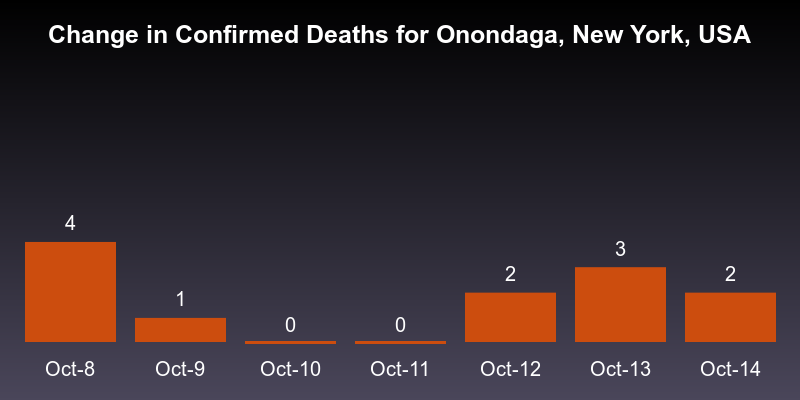 Change in Confirmed Deaths for Onondaga, New York, USA
4
1
0
0
2
3
2
Oct-8
Oct-9
Oct-10
Oct-11
Oct-12
Oct-13
Oct-14